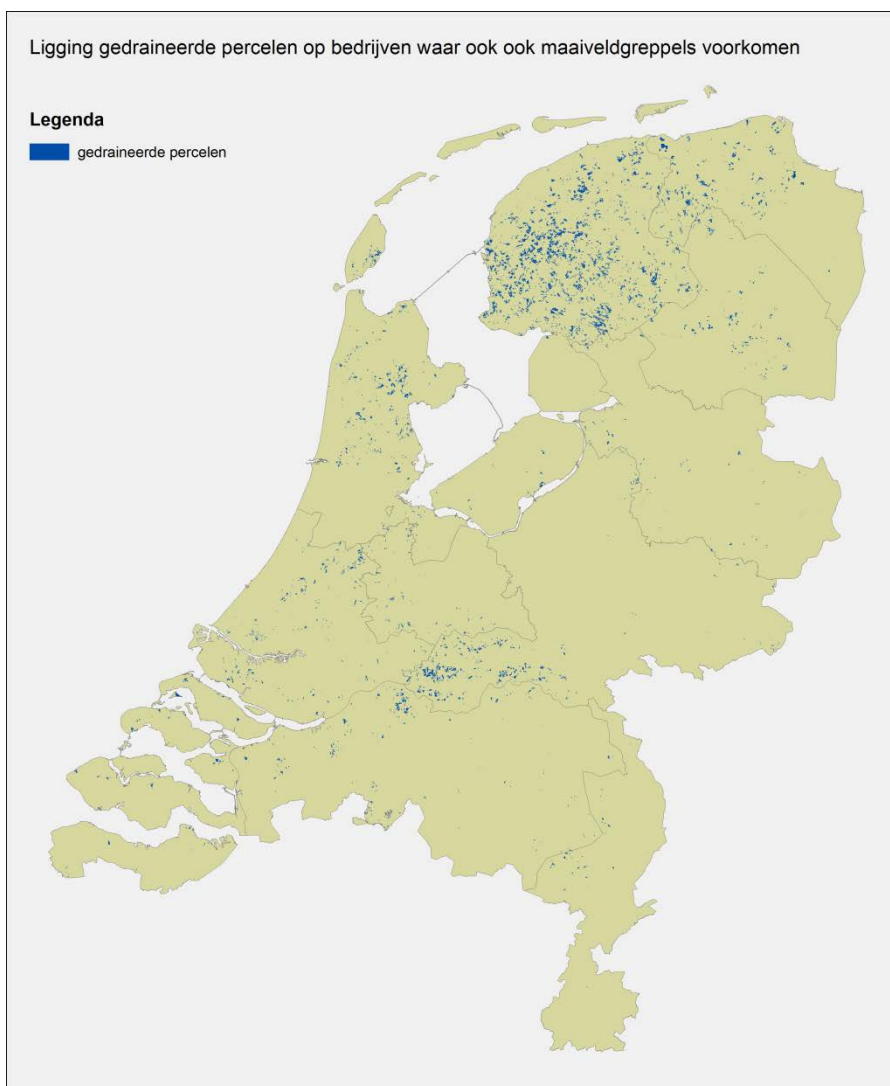 Ligging gedraineerde percelen op bedrijven waar ook ook maaiveldgreppels voorkomen
Legenda
gedraineerde percelen